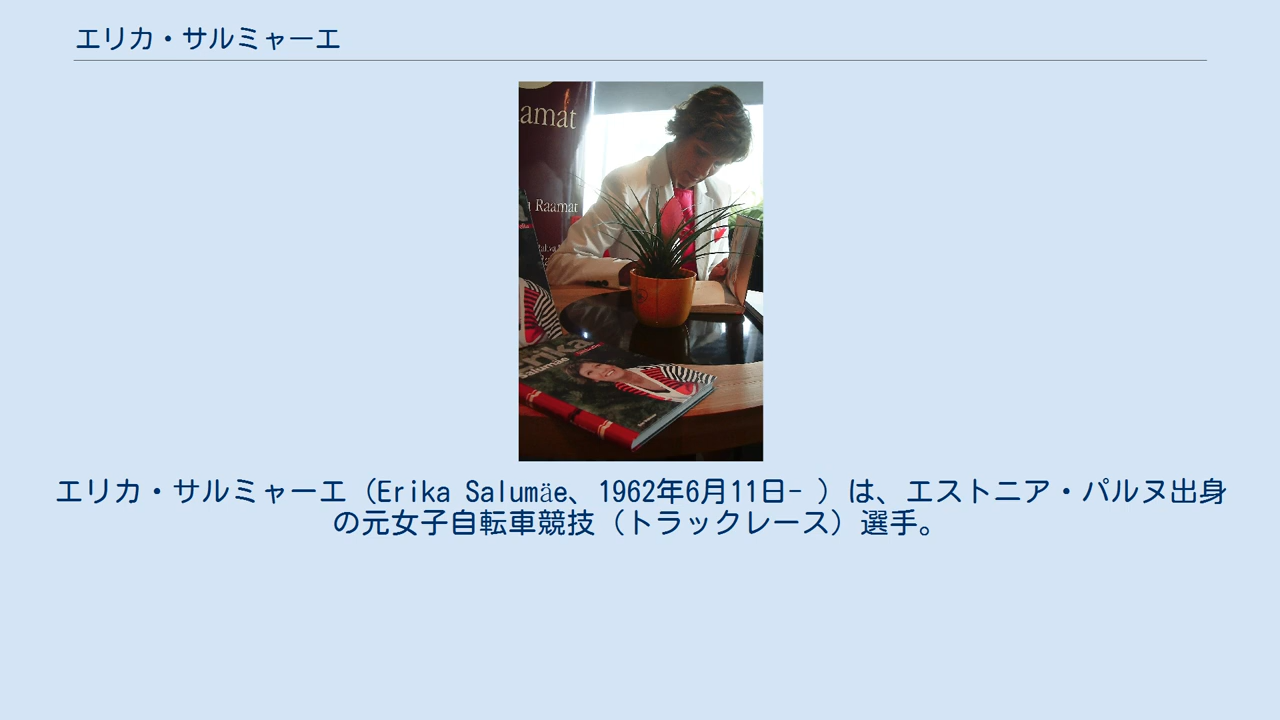 エリカ・サルミャーエ
amat
Raamat
Erika
Salumäe
エリカ・サルミャーエ（Erika Salumäe、1962年6月11日- ）は、エストニア・パルヌ出身
の元女子自転車競技（トラックレース）選手。